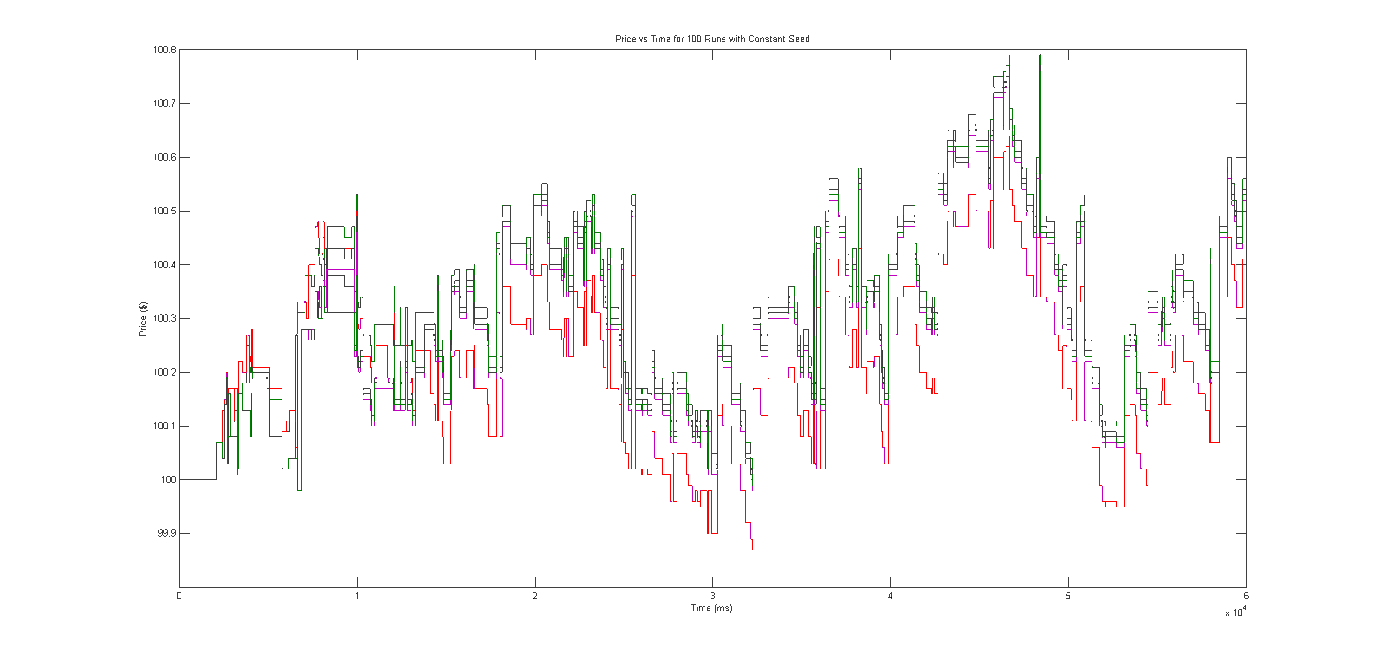 Price vs Time for 100 Runs with Constant Seed
100.8
100.7
100.6
100.5
100.4
100.3
100.2
100.1
100
99.9
Price ($)
0 1 2 3 4 5 6
Time (ms)
x 10^4